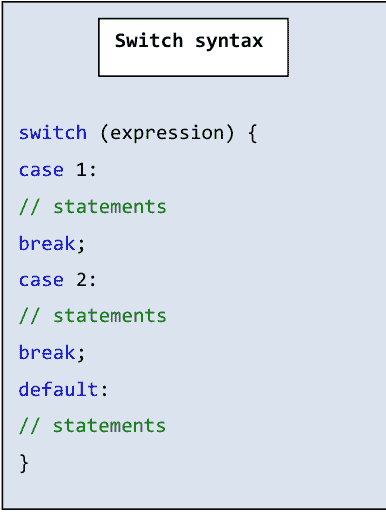 Switch syntax
switch (expression) {
case 1:
// statements
break;
case 2:
// statements
break;
default:
// statements
}